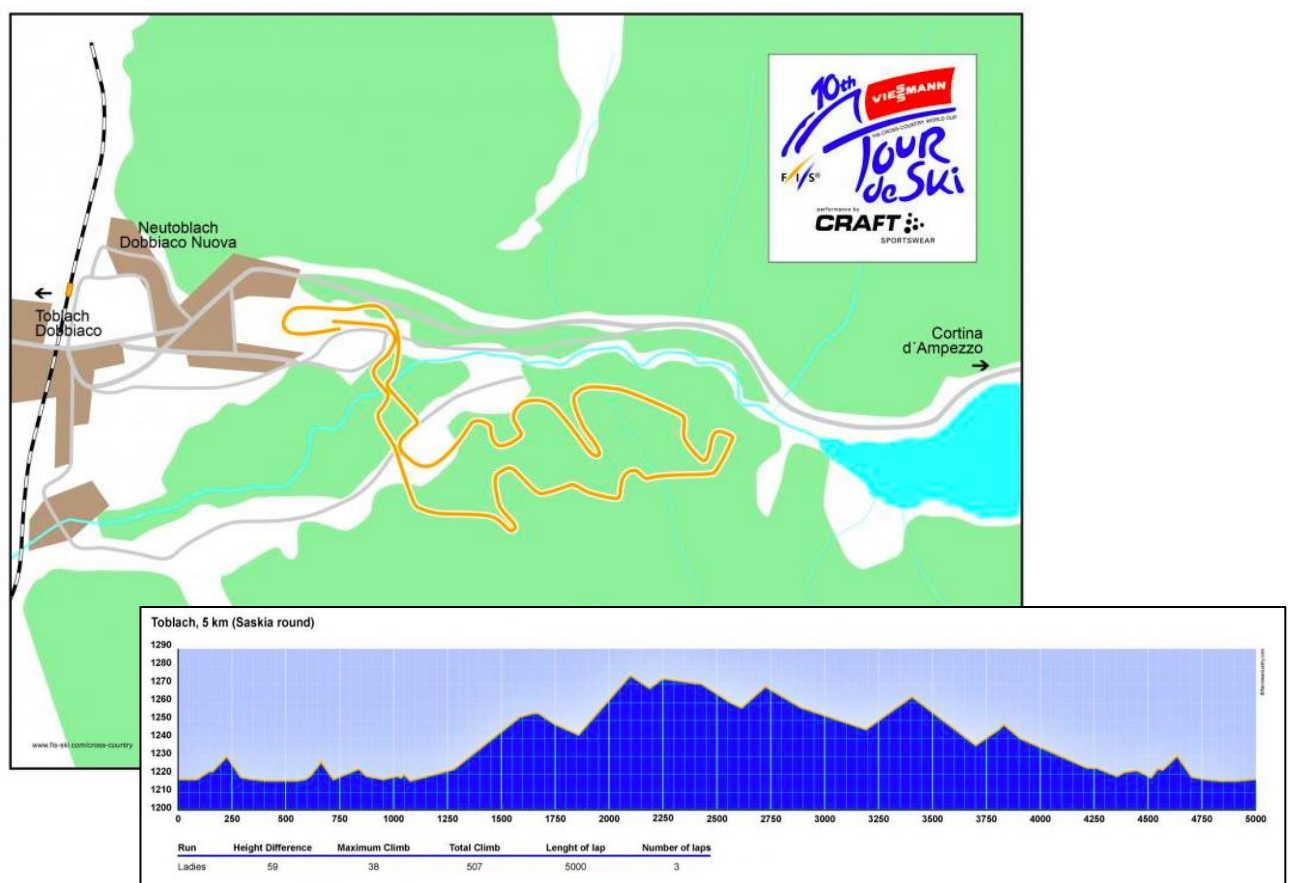 10th
VIESSMANN
FIS CROSS-COUNTRY WORLD CUP
TOUR
de SKi
F I S®
performance by
CRAFT
SPORTSWEAR
Neutoblach
Dobbiaco Nuova
Toblach
Dobbiaco
Cortina
d´Ampezzo
www.fis-ski.com/cross-country
Toblach, 5 km (Saskia round)
1290
1280
1270
1260
1250
1240
1230
1220
1210
1200
0 250 500 750 1000 1250 1500 1750 2000 2250 2500 2750 3000 3250 3500 3750 4000 4250 4500 4750 5000
Run Height Difference Maximum Climb Total Climb Lenght of lap Number of laps
Ladies 59 38 507 5000 3